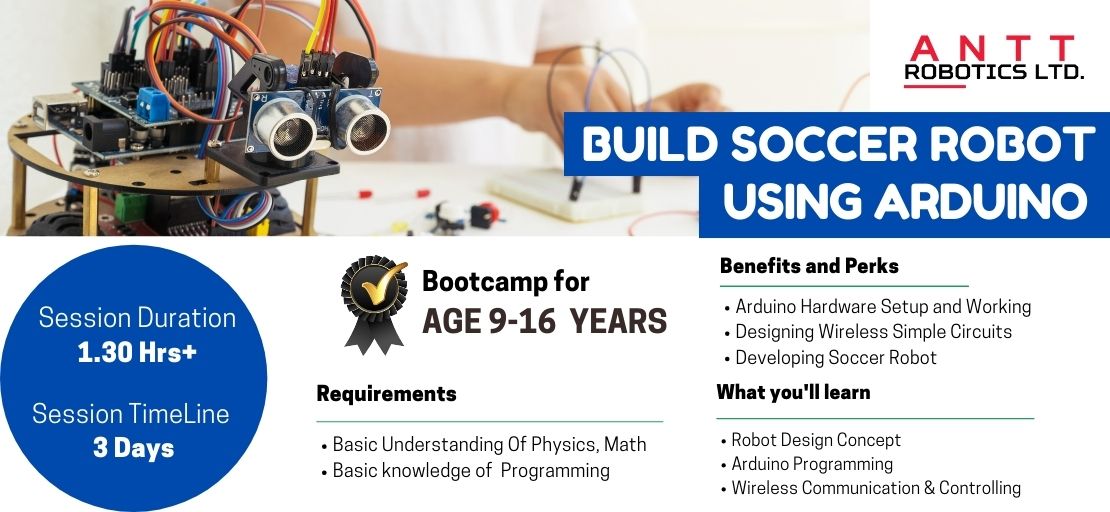 ANTT
ROBOTICS LTD.
BUILD SOCCER ROBOT
USING ARDUINO
Session Duration
1.30 Hrs+
Session TimeLine
3 Days
Bootcamp for
AGE 9-16 YEARS
Requirements
• Basic Understanding Of Physics, Math
• Basic knowledge of Programming
Benefits and Perks
• Arduino Hardware Setup and Working
• Designing Wireless Simple Circuits
• Developing Soccer Robot
What you'll learn
• Robot Design Concept
• Arduino Programming
• Wireless Communication & Controlling